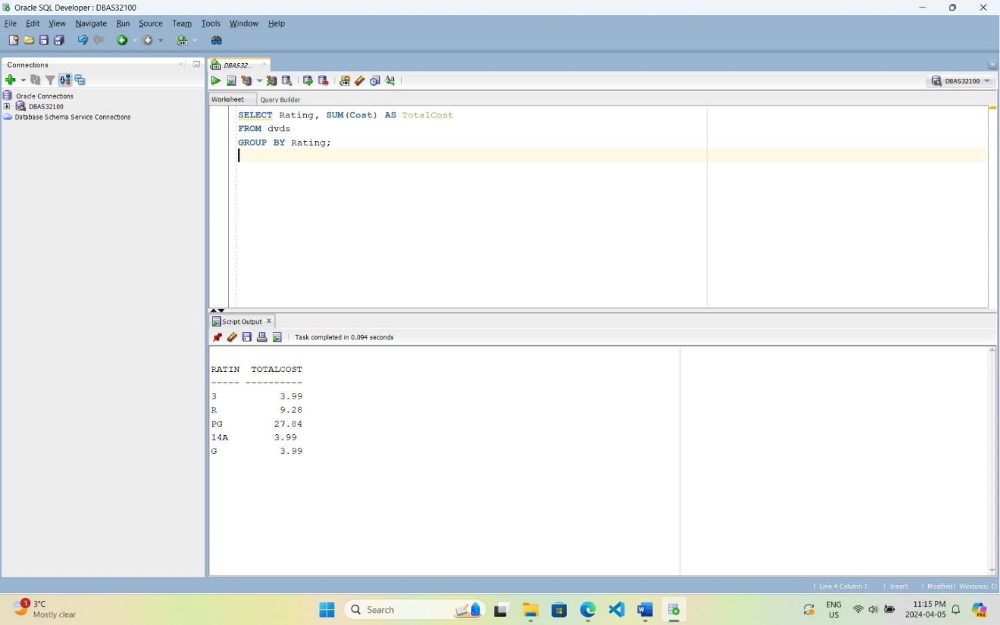 Oracle SQL Developer : DBAS32100
File Edit View Navigate Run Source Team Tools Window Help
Connections
DBAS32...
DBAS32100
Oracle Connections
DBAS32100
Database Schema Service Connections
Worksheet Query Builder
SELECT Rating, SUM(Cost) AS TotalCost
FROM dvds
GROUP BY Rating;
Script Output
Task completed in 0.094 seconds
RATIN TOTALCOST
----- ----------
3 3.99
R 9.28
PG 27.84
14A 3.99
G 3.99
Line 4 Column 1 | Insert | Modified | Windows: Cl
1
3°C
Mostly clear
Search
ENG
US
11:15 PM
2024-04-05
PRE